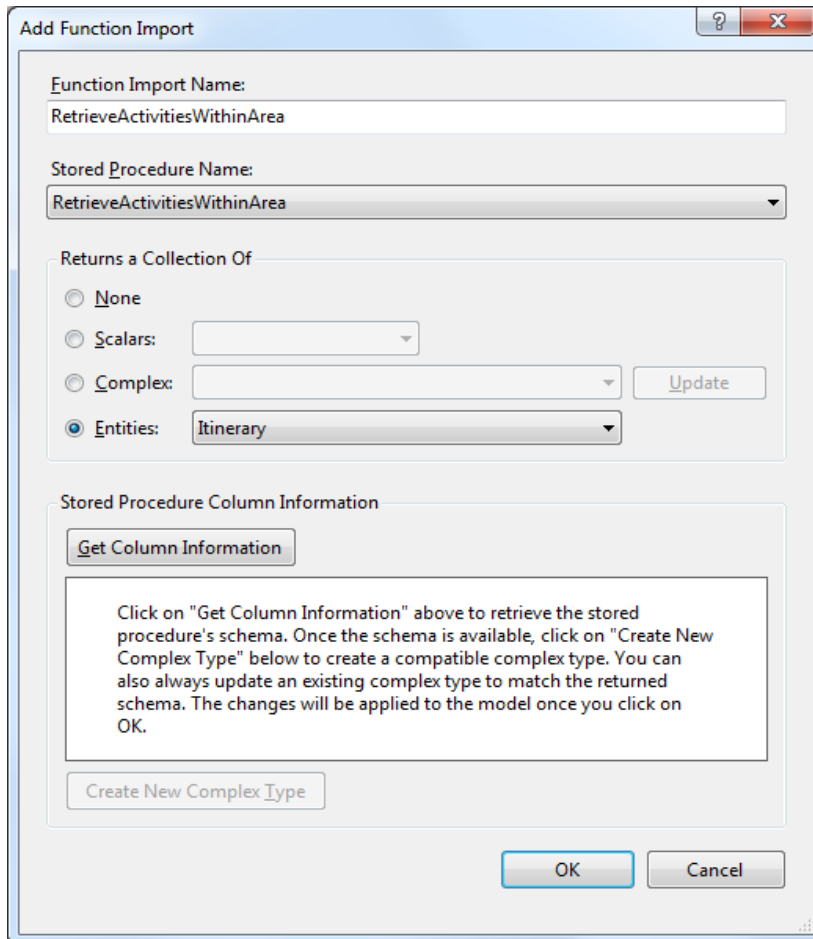 Add Function Import
?
Function Import Name:
RetrieveActivitiesWithinArea
Stored Procedure Name:
RetrieveActivitiesWithinArea
Returns a Collection Of
None
Scalars:
Complex:
Update
Entities:
Itinerary
Stored Procedure Column Information
Get Column Information
Click on "Get Column Information" above to retrieve the stored
procedure's schema. Once the schema is available, click on "Create New
Complex Type" below to create a compatible complex type. You can
also always update an existing complex type to match the returned
schema. The changes will be applied to the model once you click on
OK.
Create New Complex Type
OK
Cancel